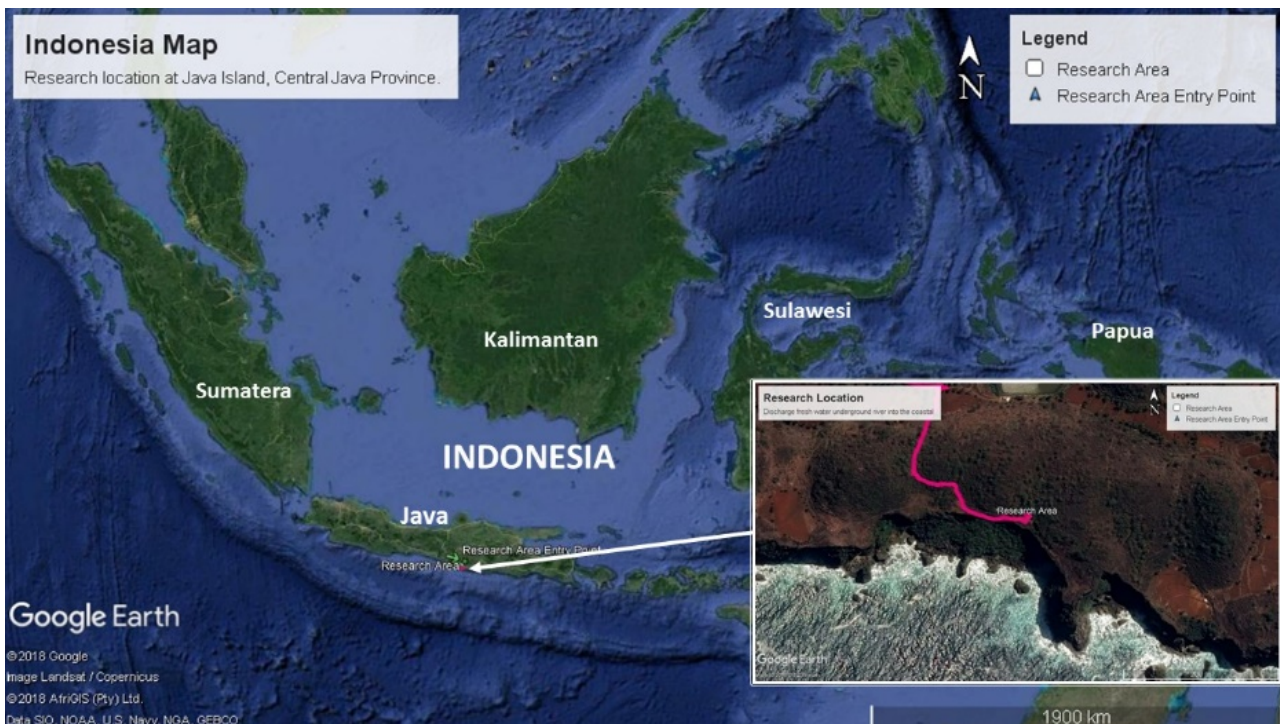 Indonesia Map
Research location at Java Island, Central Java Province.
N
Legend
Research Area
Research Area Entry Point
Sumatera
Kalimantan
Sulawesi
Papua
INDONESIA
Java
Research Area Entry Point
Research Area
Research Location
Discharge fresh water underground river into the coastal
N
Legend
Research Area
Research Area Entry Point
Research Area
Google Earth
Google Earth
©2018 Google
Image Landsat / Copernicus
©2018 AfriGIS (Pty) Ltd.
Data SIO, NOAA, U.S. Navy, NGA, GEBCO
1900 km